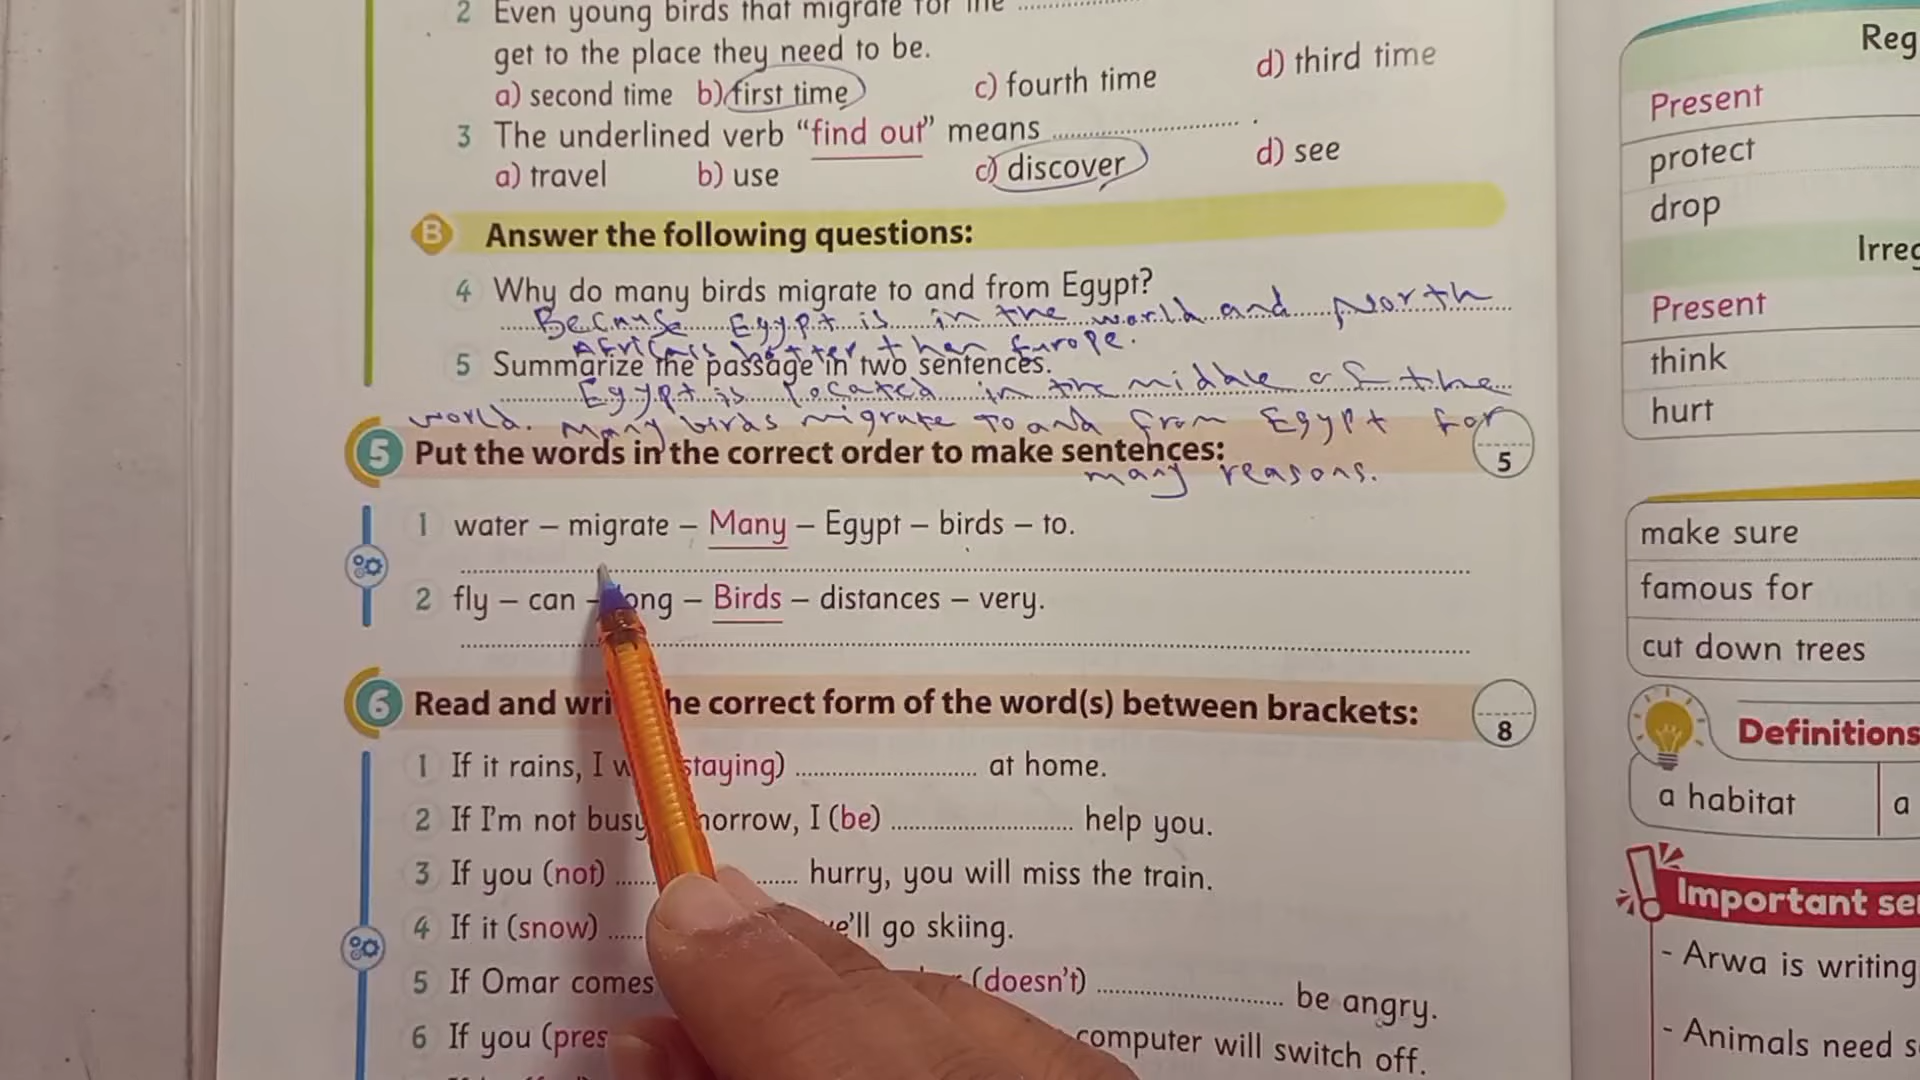 2 Even young birds that migrate for the ....................
get to the place they need to be.
a) second time b) first time c) fourth time d) third time
3 The underlined verb “find out” means .................... .
a) travel b) use c) discover d) see
B Answer the following questions:
4 Why do many birds migrate to and from Egypt?
Because Egypt is in the world and North
Africa is hotter than Europe.
5 Summarize the passage in two sentences.
Egypt is located in the middle of the
world. Many birds migrate to and from Egypt for
many reasons.
5 Put the words in the correct order to make sentences:
5
1 water – migrate – Many – Egypt – birds – to.
2 fly – can – long – Birds – distances – very.
6 Read and the correct form of the word(s) between brackets:
8
1 If it rains, I staying) .................... at home.
2 If I'm not busy I (be) .................... help you.
3 If you (not) .................... hurry, you will miss the train.
4 If it (snow) ..... we'll go skiing.
5 If Omar comes (doesn't) .................... be angry.
6 If you computer will switch off.
Present
protect
drop
Present
think
hurt
make sure
famous for
cut down trees
Definitions
a habitat a
Important
- Arwa is writing
- Animals need